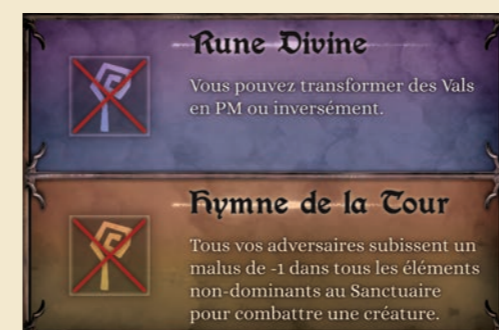 Rune Divine
Vous pouvez transformer des Vals
en PM ou inversément.
Hymne de la Tour
Tous vos adversaires subissent un
malus de -1 dans tous les éléments
non-dominants au Sanctuaire
pour combattre une créature.